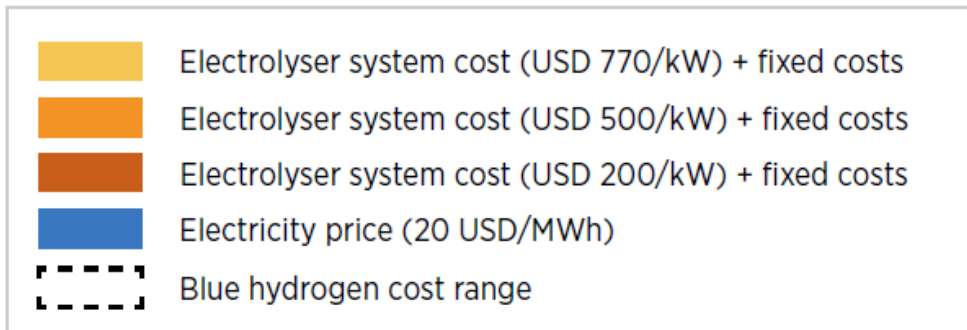 Electrolyser system cost (USD 770/kW) + fixed costs
Electrolyser system cost (USD 500/kW) + fixed costs
Electrolyser system cost (USD 200/kW) + fixed costs
Electricity price (20 USD/MWh)
Blue hydrogen cost range